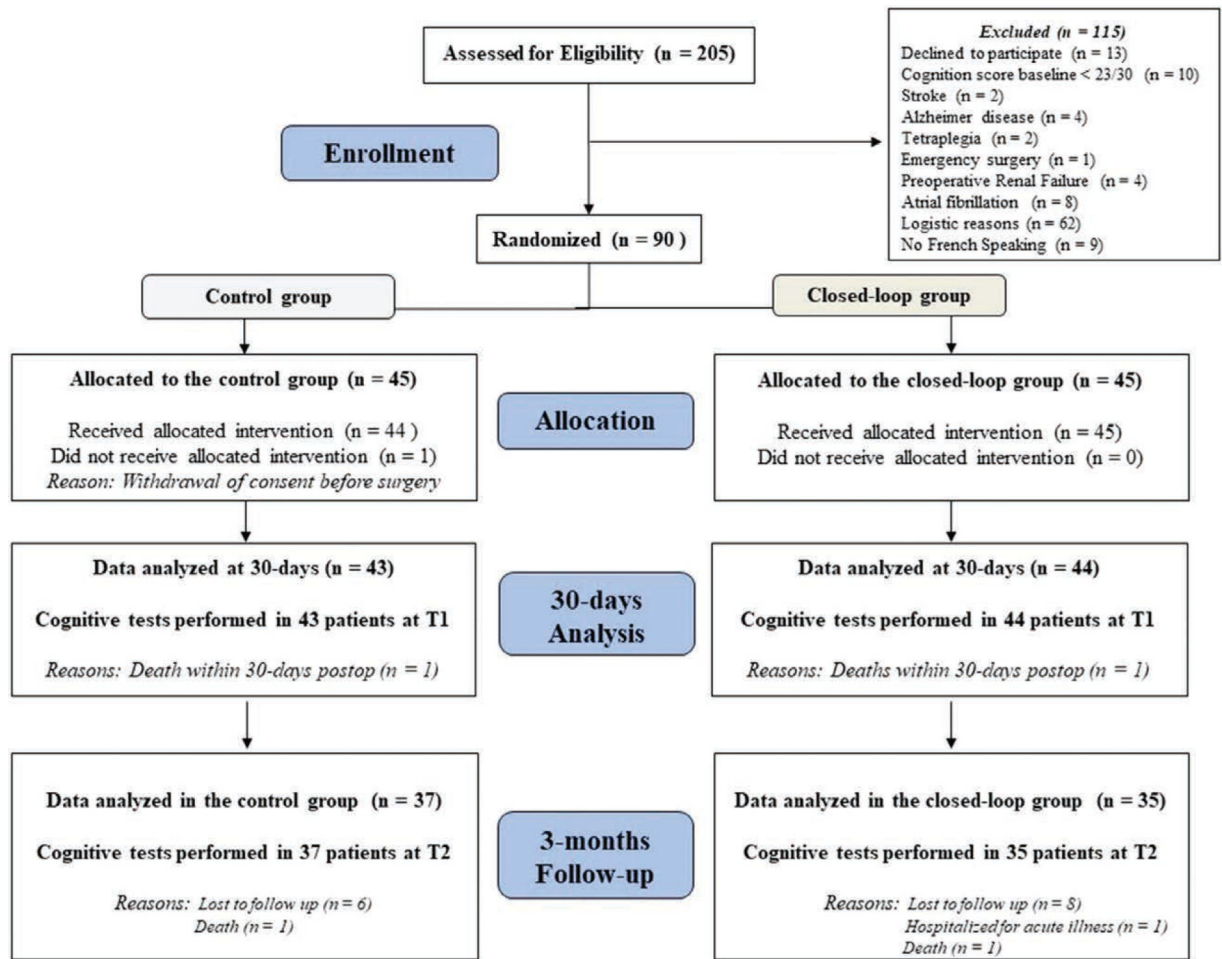 Assessed for Eligibility (n = 205)
Excluded (n = 115)
Declined to participate (n = 13)
Cognition score baseline < 23/30 (n = 10)
Stroke (n = 2)
Alzheimer disease (n = 4)
Tetraplegia (n = 2)
Emergency surgery (n = 1)
Preoperative Renal Failure (n = 4)
Atrial fibrillation (n = 8)
Logistic reasons (n = 62)
No French Speaking (n = 9)
Enrollment
Randomized (n = 90 )
Control group
Closed-loop group
Allocated to the control group (n = 45)
Received allocated intervention (n = 44 )
Did not receive allocated intervention (n = 1)
Reason: Withdrawal of consent before surgery
Allocation
Allocated to the closed-loop group (n = 45)
Received allocated intervention (n = 45)
Did not receive allocated intervention (n = 0)
Data analyzed at 30-days (n = 43)
Cognitive tests performed in 43 patients at T1
Reasons: Death within 30-days postop (n = 1)
30-days
Analysis
Data analyzed at 30-days (n = 44)
Cognitive tests performed in 44 patients at T1
Reasons: Deaths within 30-days postop (n = 1)
Data analyzed in the control group (n = 37)
Cognitive tests performed in 37 patients at T2
Reasons: Lost to follow up (n = 6)
Death (n = 1)
3-months
Follow-up
Data analyzed in the closed-loop group (n = 35)
Cognitive tests performed in 35 patients at T2
Reasons: Lost to follow up (n = 8)
Hospitalized for acute illness (n = 1)
Death (n = 1)